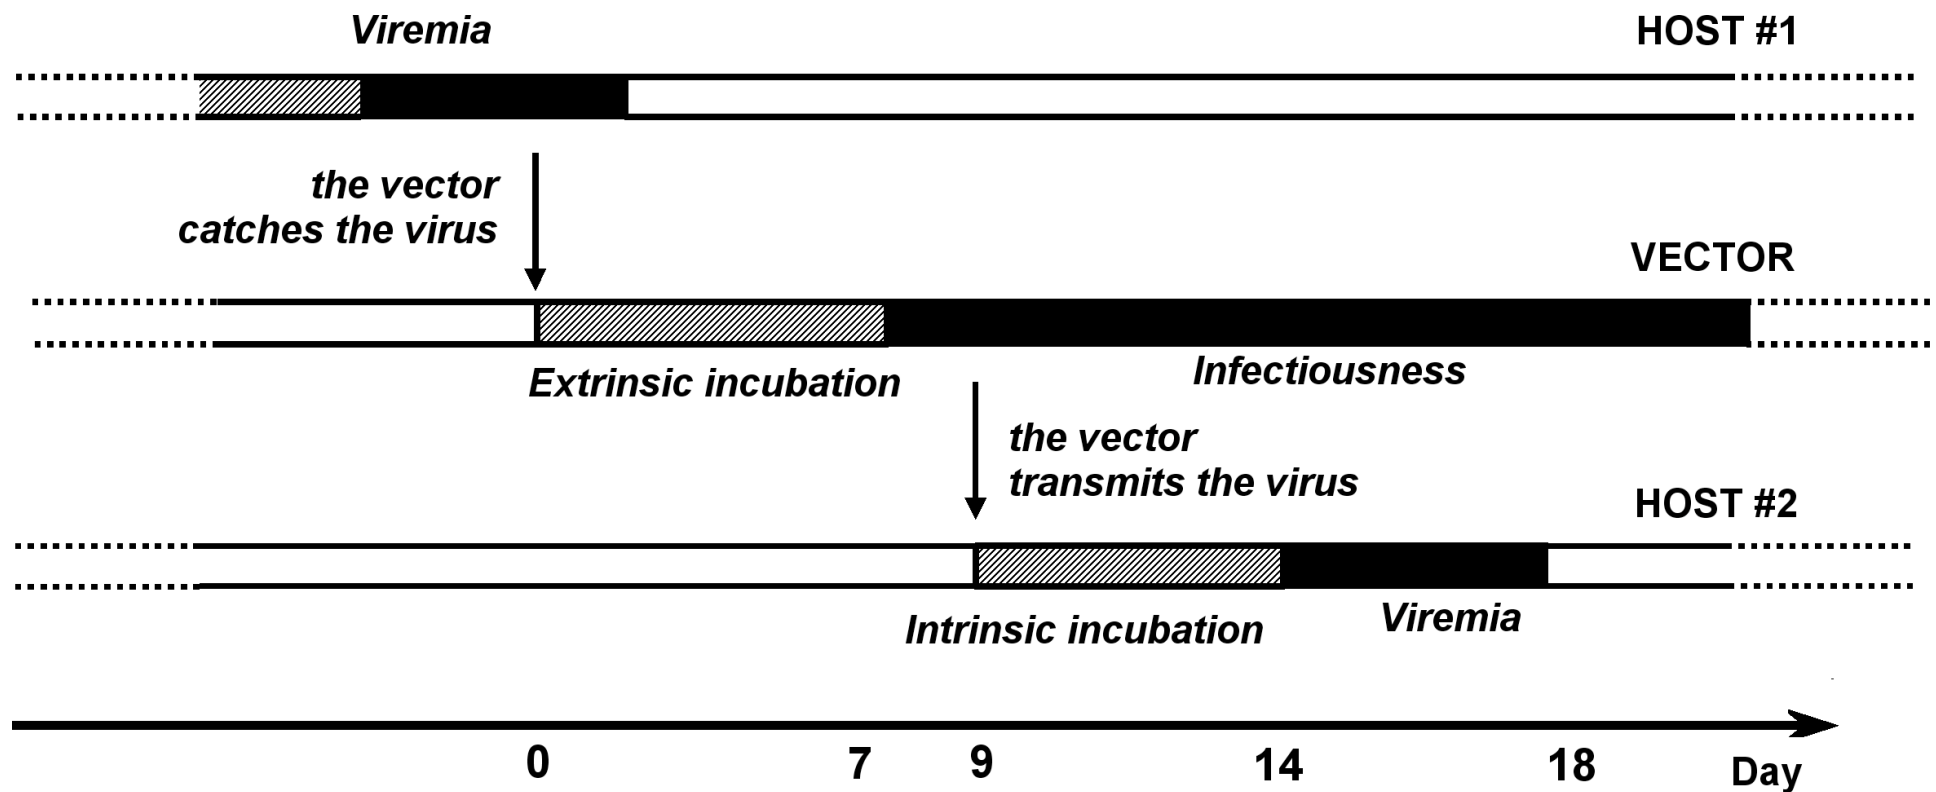 Viremia
HOST #1
the vector
catches the virus
VECTOR
Extrinsic incubation
Infectiousness
the vector
transmits the virus
HOST #2
Intrinsic incubation
Viremia
0 7 9 14 18 Day